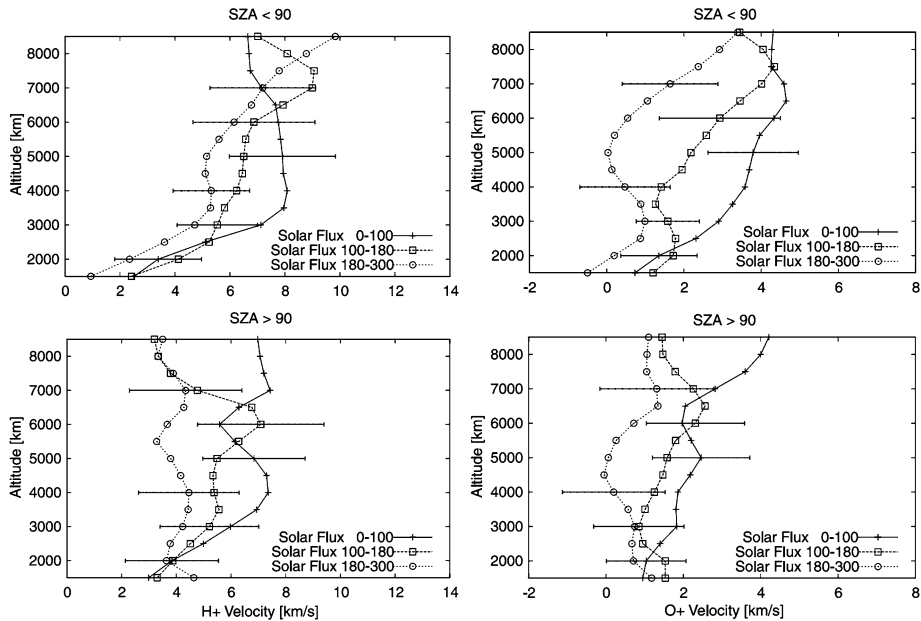 SZA < 90
Altitude [km]
8000
7000
6000
5000
4000
3000
2000
Solar Flux 0-100
Solar Flux 100-180
Solar Flux 180-300
0 2 4 6 8 10 12 14
SZA < 90
Altitude [km]
8000
7000
6000
5000
4000
3000
2000
Solar Flux 0-100
Solar Flux 100-180
Solar Flux 180-300
-2 0 2 4 6 8
SZA > 90
Altitude [km]
8000
7000
6000
5000
4000
3000
2000
Solar Flux 0-100
Solar Flux 100-180
Solar Flux 180-300
0 2 4 6 8 10 12 14
H+ Velocity [km/s]
SZA > 90
Altitude [km]
8000
7000
6000
5000
4000
3000
2000
Solar Flux 0-100
Solar Flux 100-180
Solar Flux 180-300
-2 0 2 4 6 8
O+ Velocity [km/s]